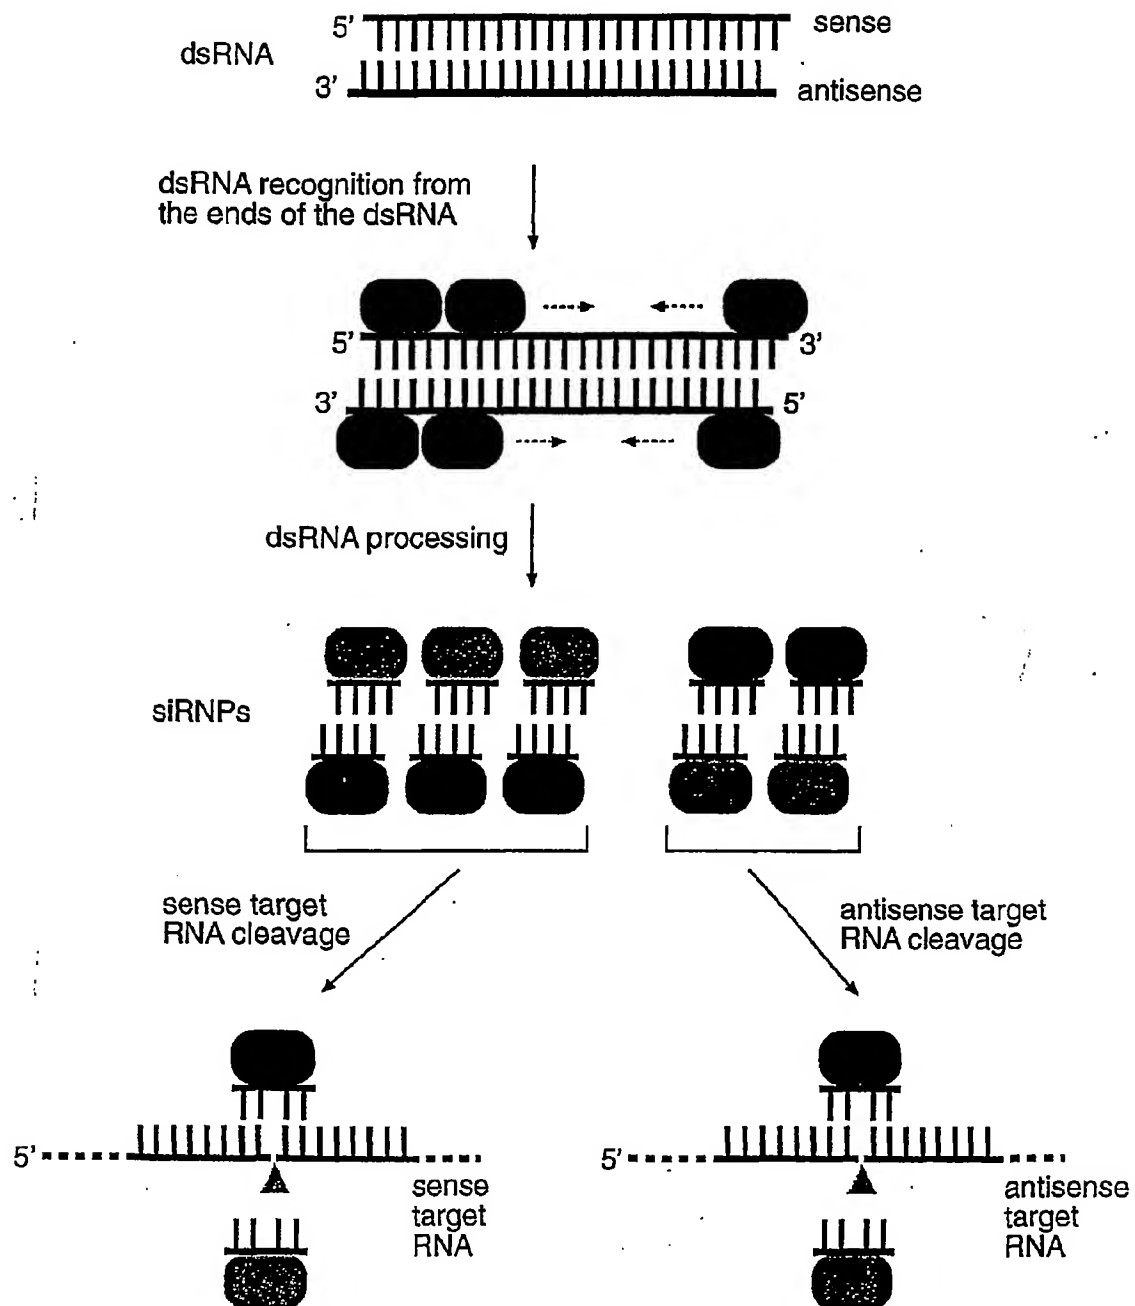 5' sense
dsRNA
3' antisense
dsRNA recognition from
the ends of the dsRNA
5' 3'
3' 5'
dsRNA processing
siRNPs
sense target
RNA cleavage
antisense target
RNA cleavage
5'
sense
target
RNA
5'
antisense
target
RNA